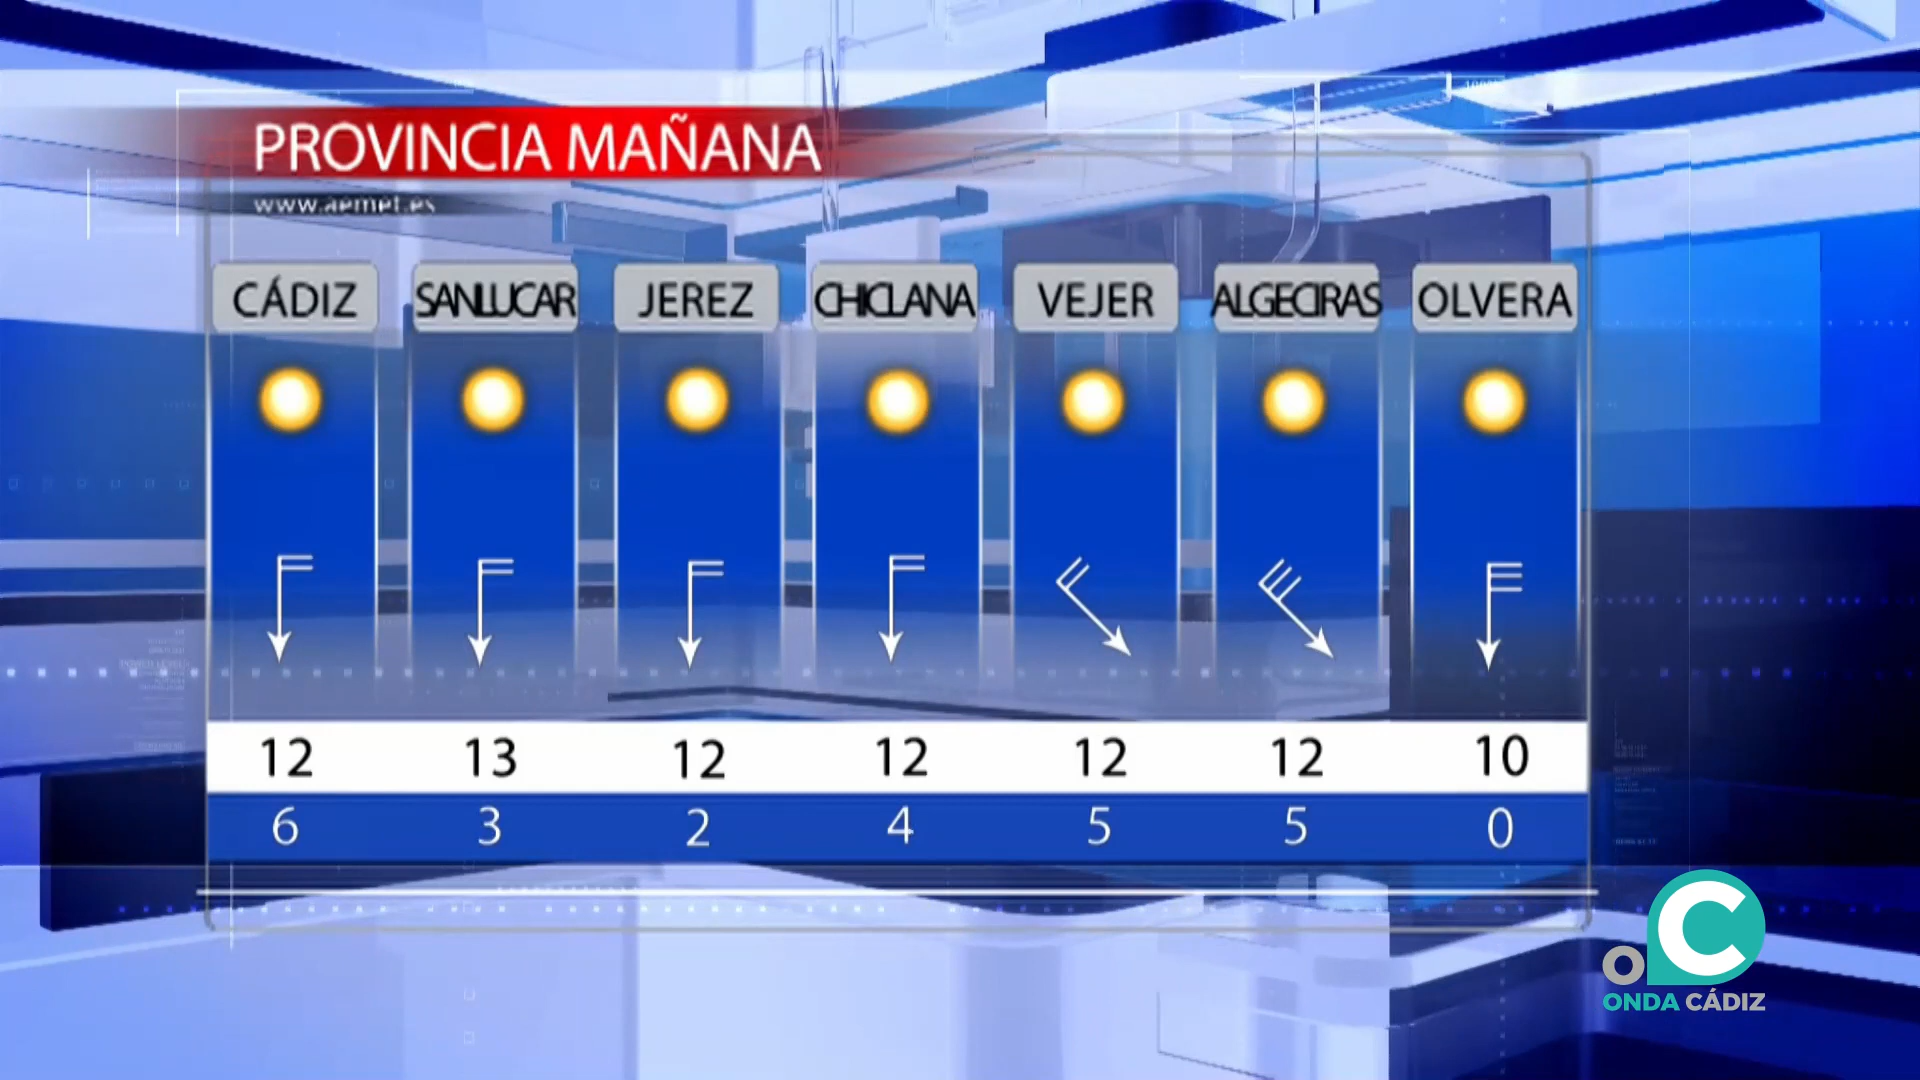 PROVINCIA MAÑANA
www.aemet.es
CÁDIZ SANLUCAR JEREZ CHICLANA VEJER ALGECIRAS OLVERA
12 13 12 12 12 12 10
6 3 2 4 5 5 0
OC
ONDA CÁDIZ